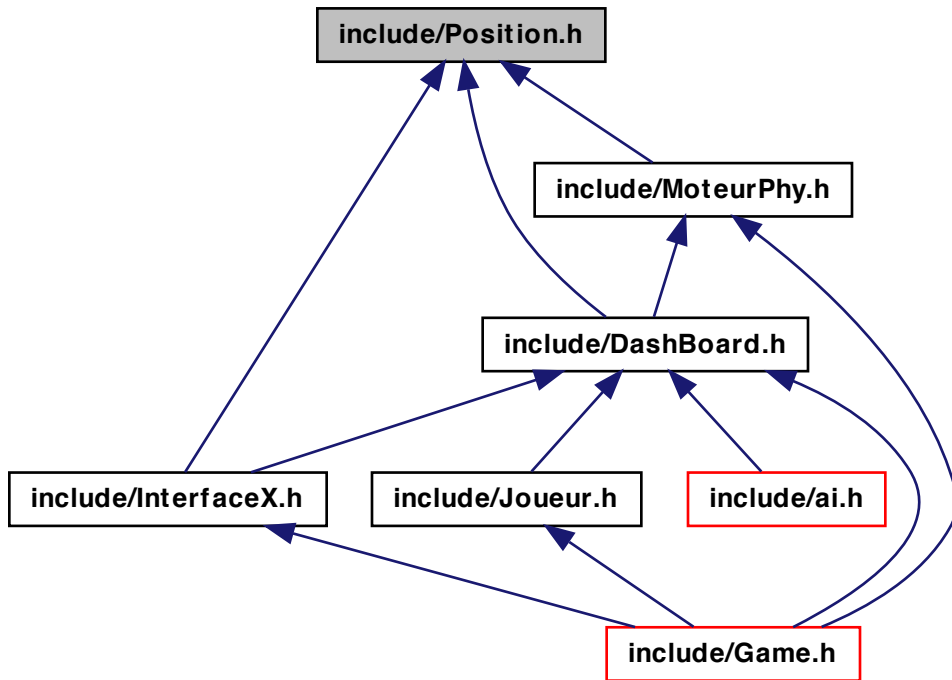 include/Position.h
include/MoteurPhy.h
include/DashBoard.h
include/InterfaceX.h
include/Joueur.h
include/ai.h
include/Game.h